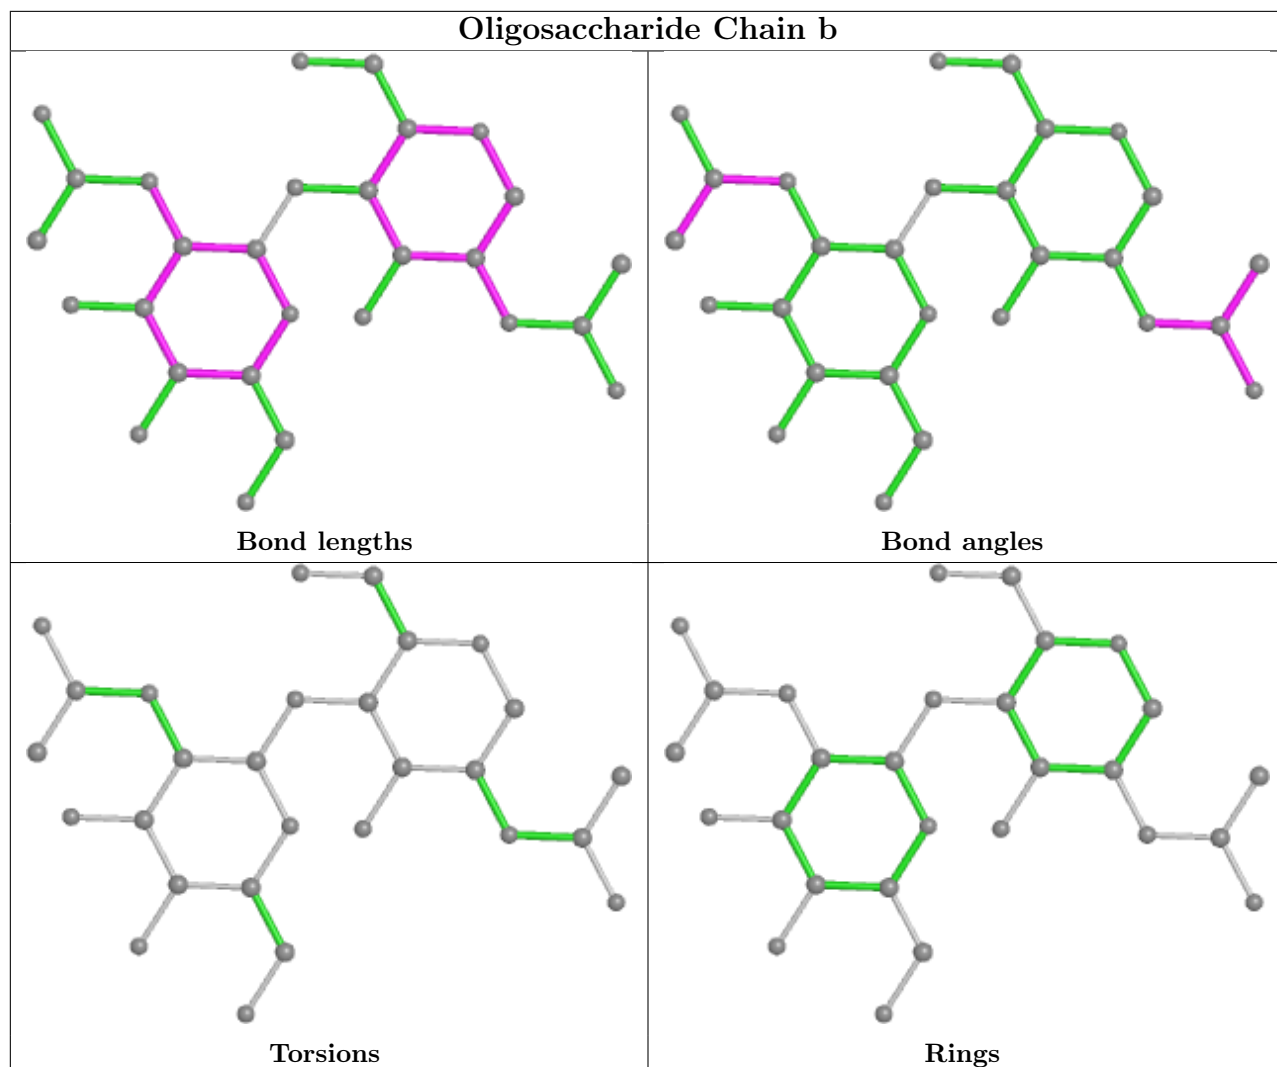 Oligosaccharide Chain b
Bond lengths
Bond angles
Torsions
Rings